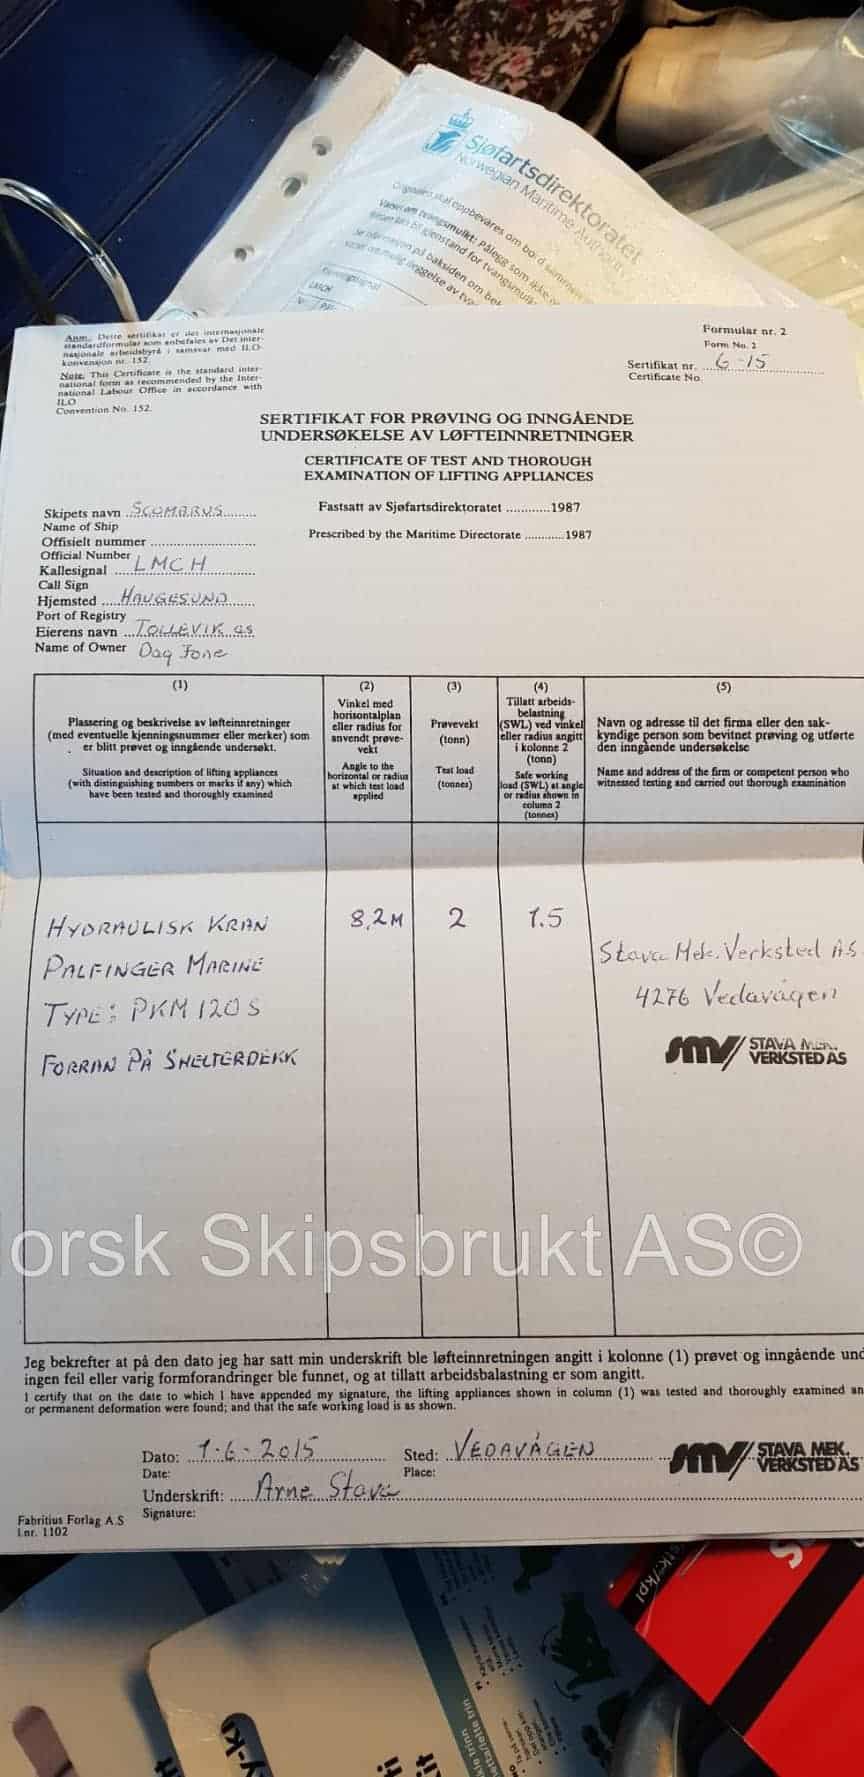 Sjøfartsdirektoratet
Norwegian Maritime Authority
Originalen skal oppbevares om bord sammen
Varsel om tvangsmulkt: pålegg som ikke
LMCH
Anm.: Dette sertifikat er det internasjonale
standardformular som anbefales av Det inter-
nasjonale arbeidsbyrå i samsvar med ILO-
konvensjon nr. 152.
Note: This Certificate is the standard inter-
national form as recommended by the Inter-
national Labour Office in accordance with
ILO
Convention No. 152.
Formular nr. 2
Form No. 2
Sertifikat nr. 6-15
Certificate No.
SERTIFIKAT FOR PRØVING OG INNGÅENDE
UNDERSØKELSE AV LØFTEINNRETNINGER
CERTIFICATE OF TEST AND THOROUGH
EXAMINATION OF LIFTING APPLIANCES
Skipets navn SCOMBRUS
Name of Ship
Offisielt nummer
Official Number
Kallesignal LMCH
Call Sign
Hjemsted HAUGESUND
Port of Registry
Eierens navn TOLLEVIK as
Name of Owner Dag Fone
Fastsatt av Sjøfartsdirektoratet ............1987
Prescribed by the Maritime Directorate ...........1987
(1)
Plassering og beskrivelse av løfteinnretninger
(med eventuelle kjenningsnummer eller merker) som
er blitt prøvet og inngående undersøkt.
Situation and description of lifting appliances
(with distinguishing numbers or marks if any) which
have been tested and thoroughly examined
(2)
Vinkel med
horisontalplan
eller radius for
anvendt prøve-
vekt
Angle to the
horizontal or radius
at which test load
applied
(3)
Prøvevekt
(tonn)
Test load
(tonnes)
(4)
Tillatt arbeids-
belastning
(SWL) ved vinkel
eller radius angitt
i kolonne 2
(tonn)
Safe working
load (SWL) at angle
or radius shown in
column 2
(tonnes)
(5)
Navn og adresse til det firma eller den sak-
kyndige person som bevitnet prøving og utførte
den inngående undersøkelse
Name and address of the firm or competent person who
witnessed testing and carried out thorough examination
HYDRAULISK KRAN
PALFINGER MARINE
TYPE: PKM 120 S
FORRAN PÅ SHELTERDEKK
8,2M
2
1.5
Stava Mek. Verksted AS.
4276 Vedavågen
SMV STAVA MEK.
VERKSTED AS
orsk Skipsbrukt AS©
Jeg bekrefter at på den dato jeg har satt min underskrift ble løfteinnretningen angitt i kolonne (1) prøvet og inngående und
ingen feil eller varig formforandringer ble funnet, og at tillatt arbeidsbalastning er som angitt.
I certify that on the date to which I have appended my signature, the lifting appliances shown in column (1) was tested and thoroughly examined an
or permanent deformation were found; and that the safe working load is as shown.
Dato: 1-6-2015
Date:
Sted: VEDAVÅGEN
Place:
SMV STAVA MEK.
VERKSTED AS
Underskrift: Arne Stava
Signature:
Fabritius Forlag A.S
Lnr. 1102
stk/kpl